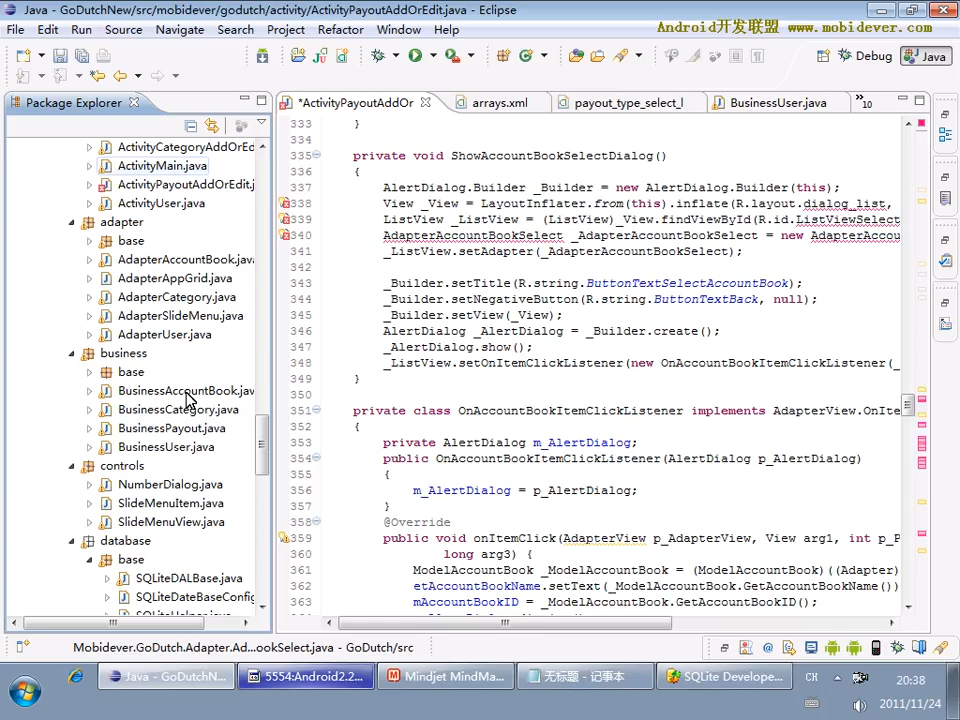 Java - GoDutchNew/src/mobidever/godutch/activity/ActivityPayoutAddOrEdit.java - Eclipse
File Edit Run Source Navigate Search Project Refactor Window Help
Android开发联盟 www.mobidever.com
Debug Java
Package Explorer
*ActivityPayoutAddOr arrays.xml payout_type_select_l BusinessUser.java »10
ActivityCategoryAddOrEd
ActivityMain.java
ActivityPayoutAddOrEdit.j
ActivityUser.java
adapter
base
AdapterAccountBook.java
AdapterAppGrid.java
AdapterCategory.java
AdapterSlideMenu.java
AdapterUser.java
business
base
BusinessAccountBook.jav
BusinessCategory.java
BusinessPayout.java
BusinessUser.java
controls
NumberDialog.java
SlideMenuItem.java
SlideMenuView.java
database
base
SQLiteDALBase.java
SQLiteDateBaseConfig
SQLiteHelper.java
333 }
334
335 private void ShowAccountBookSelectDialog()
336 {
337 AlertDialog.Builder _Builder = new AlertDialog.Builder(this);
338 View _View = LayoutInflater.from(this).inflate(R.layout.dialog_list,
339 ListView _ListView = (ListView)_View.findViewById(R.id.ListViewSelect
340 AdapterAccountBookSelect _AdapterAccountBookSelect = new AdapterAccou
341 _ListView.setAdapter(_AdapterAccountBookSelect);
342
343 _Builder.setTitle(R.string.ButtonTextSelectAccountBook);
344 _Builder.setNegativeButton(R.string.ButtonTextBack, null);
345 _Builder.setView(_View);
346 AlertDialog _AlertDialog = _Builder.create();
347 _AlertDialog.show();
348 _ListView.setOnItemClickListener(new OnAccountBookItemClickListener(_
349 }
350
351 private class OnAccountBookItemClickListener implements AdapterView.OnIte
352 {
353 private AlertDialog m_AlertDialog;
354 public OnAccountBookItemClickListener(AlertDialog p_AlertDialog)
355 {
356 m_AlertDialog = p_AlertDialog;
357 }
358 @Override
359 public void onItemClick(AdapterView p_AdapterView, View arg1, int p_P
360 long arg3) {
361 ModelAccountBook _ModelAccountBook = (ModelAccountBook)((Adapter)
362 etAccountBookName.setText(_ModelAccountBook.GetAccountBookName())
363 mAccountBookID = _ModelAccountBook.GetAccountBookID();
Mobidever.GoDutch.Adapter.Ad...ookSelect.java - GoDutch/src
Java - GoDutchN... 5554:Android2.2... Mindjet MindMa... 无标题 - 记事本 SQLite Develope... CH 20:38
2011/11/24